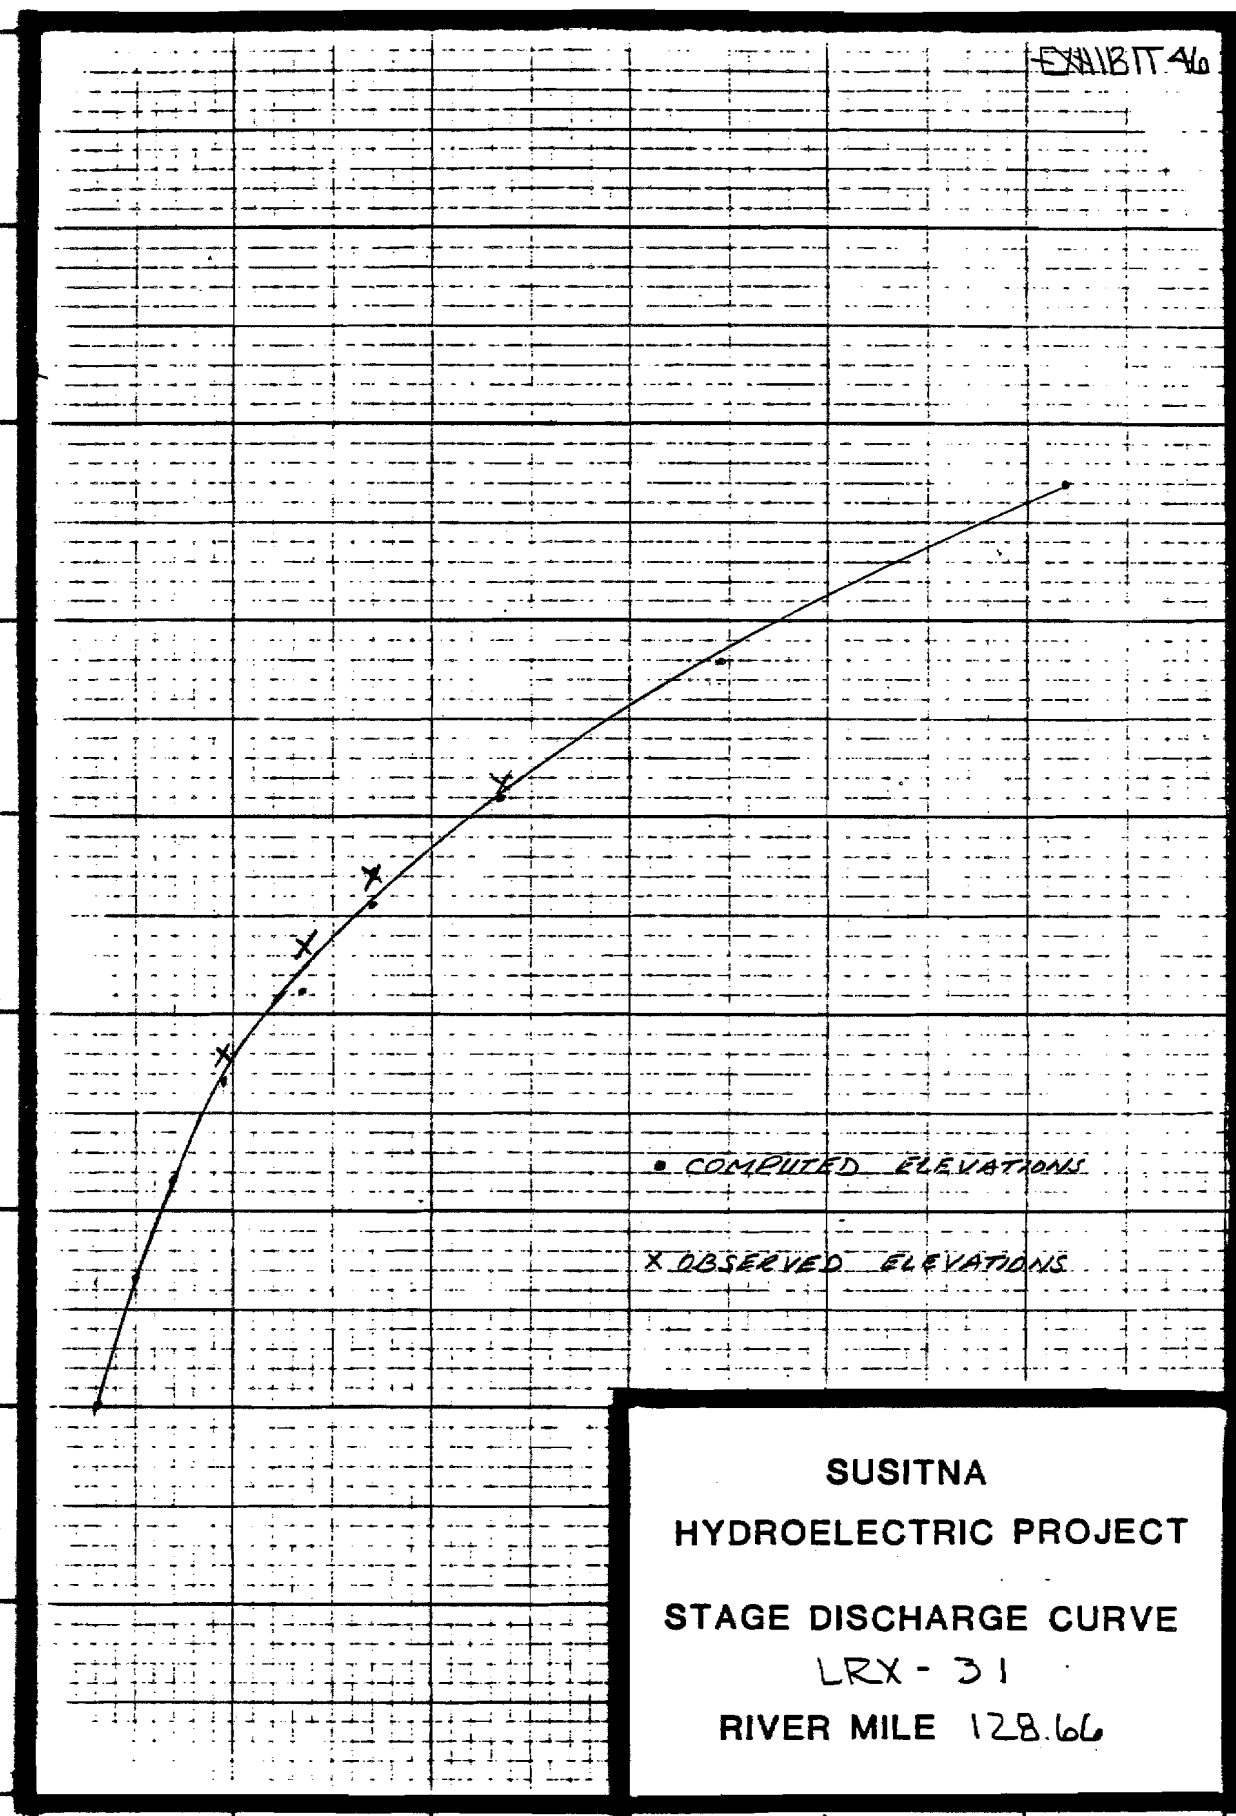 EXHIBIT 46
• COMPUTED ELEVATIONS
X OBSERVED ELEVATIONS
SUSITNA
HYDROELECTRIC PROJECT
STAGE DISCHARGE CURVE
LRX - 31
RIVER MILE 128.66